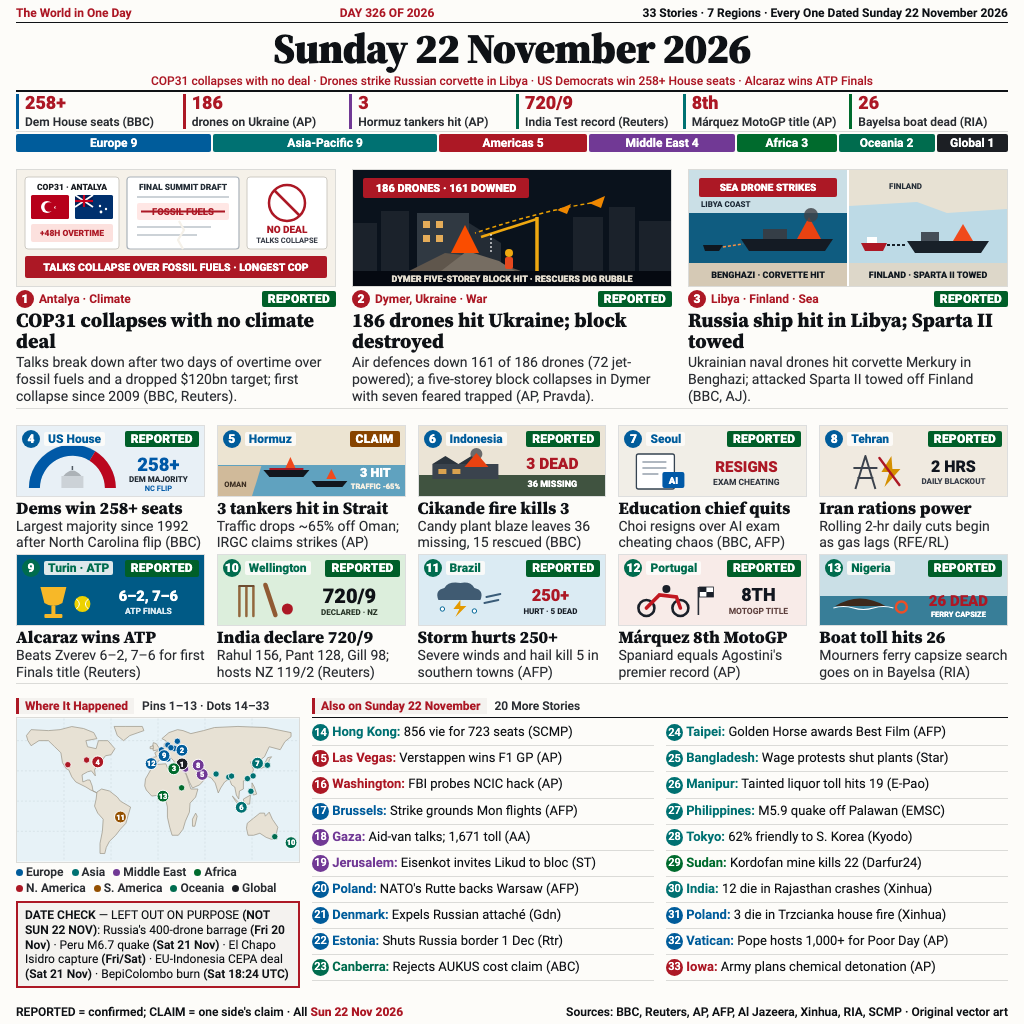 The World in One Day
DAY 326 OF 2026
33 Stories · 7 Regions · Every One Dated Sunday 22 November 2026
Sunday 22 November 2026
COP31 collapses with no deal · Drones strike Russian corvette in Libya · US Democrats win 258+ House seats · Alcaraz wins ATP Finals
258+
Dem House seats (BBC)
186
drones on Ukraine (AP)
3
Hormuz tankers hit (AP)
720/9
India Test record (Reuters)
8th
Márquez MotoGP title (AP)
26
Bayelsa boat dead (RIA)
Europe 9
Asia-Pacific 9
Americas 5
Middle East 4
Africa 3
Oceania 2
Global 1
COP31 · ANTALYA
+48H OVERTIME
FINAL SUMMIT DRAFT
FOSSIL FUELS
NO DEAL
TALKS COLLAPSE
TALKS COLLAPSE OVER FOSSIL FUELS · LONGEST COP
1 Antalya · Climate
REPORTED
COP31 collapses with no climate
deal
Talks break down after two days of overtime over
fossil fuels and a dropped $120bn target; first
collapse since 2009 (BBC, Reuters).
186 DRONES · 161 DOWNED
DYMER FIVE-STOREY BLOCK HIT · RESCUERS DIG RUBBLE
2 Dymer, Ukraine · War
REPORTED
186 drones hit Ukraine; block
destroyed
Air defences down 161 of 186 drones (72 jet-
powered); a five-storey block collapses in Dymer
with seven feared trapped (AP, Pravda).
SEA DRONE STRIKES
LIBYA COAST
BENGHAZI · CORVETTE HIT
FINLAND
FINLAND · SPARTA II TOWED
3 Libya · Finland · Sea
REPORTED
Russia ship hit in Libya; Sparta II
towed
Ukrainian naval drones hit corvette Merkury in
Benghazi; attacked Sparta II towed off Finland
(BBC, AJ).
4 US House
REPORTED
258+
DEM MAJORITY
NC FLIP
Dems win 258+ seats
Largest majority since 1992
after North Carolina flip (BBC)
5 Hormuz
CLAIM
OMAN
3 HIT
TRAFFIC -65%
3 tankers hit in Strait
Traffic drops ~65% off Oman;
IRGC claims strikes (AP)
6 Indonesia
REPORTED
3 DEAD
36 MISSING
Cikande fire kills 3
Candy plant blaze leaves 36
missing, 15 rescued (BBC)
7 Seoul
REPORTED
AI
RESIGNS
EXAM CHEATING
Education chief quits
Choi resigns over AI exam
cheating chaos (BBC, AFP)
8 Tehran
REPORTED
2 HRS
DAILY BLACKOUT
Iran rations power
Rolling 2-hr daily cuts begin
as gas lags (RFE/RL)
9 Turin · ATP
REPORTED
6–2, 7–6
ATP FINALS
Alcaraz wins ATP
Beats Zverev 6–2, 7–6 for first
Finals title (Reuters)
10 Wellington
REPORTED
720/9
DECLARED · NZ
India declare 720/9
Rahul 156, Pant 128, Gill 98;
hosts NZ 119/2 (Reuters)
11 Brazil
REPORTED
250+
HURT · 5 DEAD
Storm hurts 250+
Severe winds and hail kill 5 in
southern towns (AFP)
12 Portugal
REPORTED
8TH
MOTOGP TITLE
Márquez 8th MotoGP
Spaniard equals Agostini's
premier record (AP)
13 Nigeria
REPORTED
26 DEAD
FERRY CAPSIZE
Boat toll hits 26
Mourners ferry capsize search
goes on in Bayelsa (RIA)
Where It Happened
Pins 1–13 · Dots 14–33
4
12
9
2
3
1
8
5
7
13
6
11
10
Europe
Asia
Middle East
Africa
N. America
S. America
Oceania
Global
DATE CHECK — LEFT OUT ON PURPOSE (NOT
SUN 22 NOV): Russia's 400-drone barrage (Fri 20
Nov) · Peru M6.7 quake (Sat 21 Nov) · El Chapo
Isidro capture (Fri/Sat) · EU-Indonesia CEPA deal
(Sat 21 Nov) · BepiColombo burn (Sat 18:24 UTC)
Also on Sunday 22 November
20 More Stories
14 Hong Kong: 856 vie for 723 seats (SCMP)
15 Las Vegas: Verstappen wins F1 GP (AP)
16 Washington: FBI probes NCIC hack (AP)
17 Brussels: Strike grounds Mon flights (AFP)
18 Gaza: Aid-van talks; 1,671 toll (AA)
19 Jerusalem: Eisenkot invites Likud to bloc (ST)
20 Poland: NATO's Rutte backs Warsaw (AFP)
21 Denmark: Expels Russian attaché (Gdn)
22 Estonia: Shuts Russia border 1 Dec (Rtr)
23 Canberra: Rejects AUKUS cost claim (ABC)
24 Taipei: Golden Horse awards Best Film (AFP)
25 Bangladesh: Wage protests shut plants (Star)
26 Manipur: Tainted liquor toll hits 19 (E-Pao)
27 Philippines: M5.9 quake off Palawan (EMSC)
28 Tokyo: 62% friendly to S. Korea (Kyodo)
29 Sudan: Kordofan mine kills 22 (Darfur24)
30 India: 12 die in Rajasthan crashes (Xinhua)
31 Poland: 3 die in Trzcianka house fire (Xinhua)
32 Vatican: Pope hosts 1,000+ for Poor Day (AP)
33 Iowa: Army plans chemical detonation (AP)
REPORTED = confirmed; CLAIM = one side's claim · All Sun 22 Nov 2026
Sources: BBC, Reuters, AP, AFP, Al Jazeera, Xinhua, RIA, SCMP · Original vector art